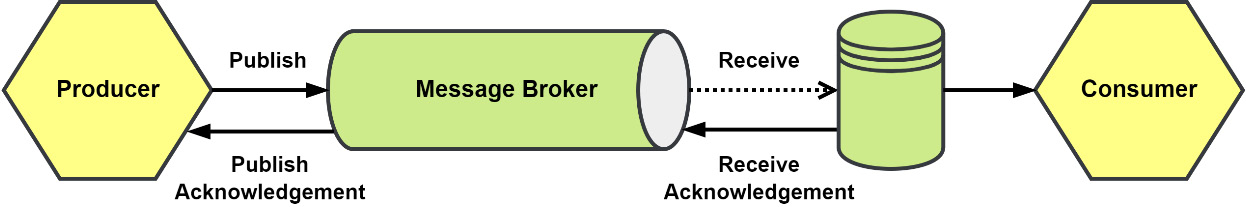 Producer
Publish
Publish
Acknowledgement
Message Broker
Receive
Receive
Acknowledgement
Consumer